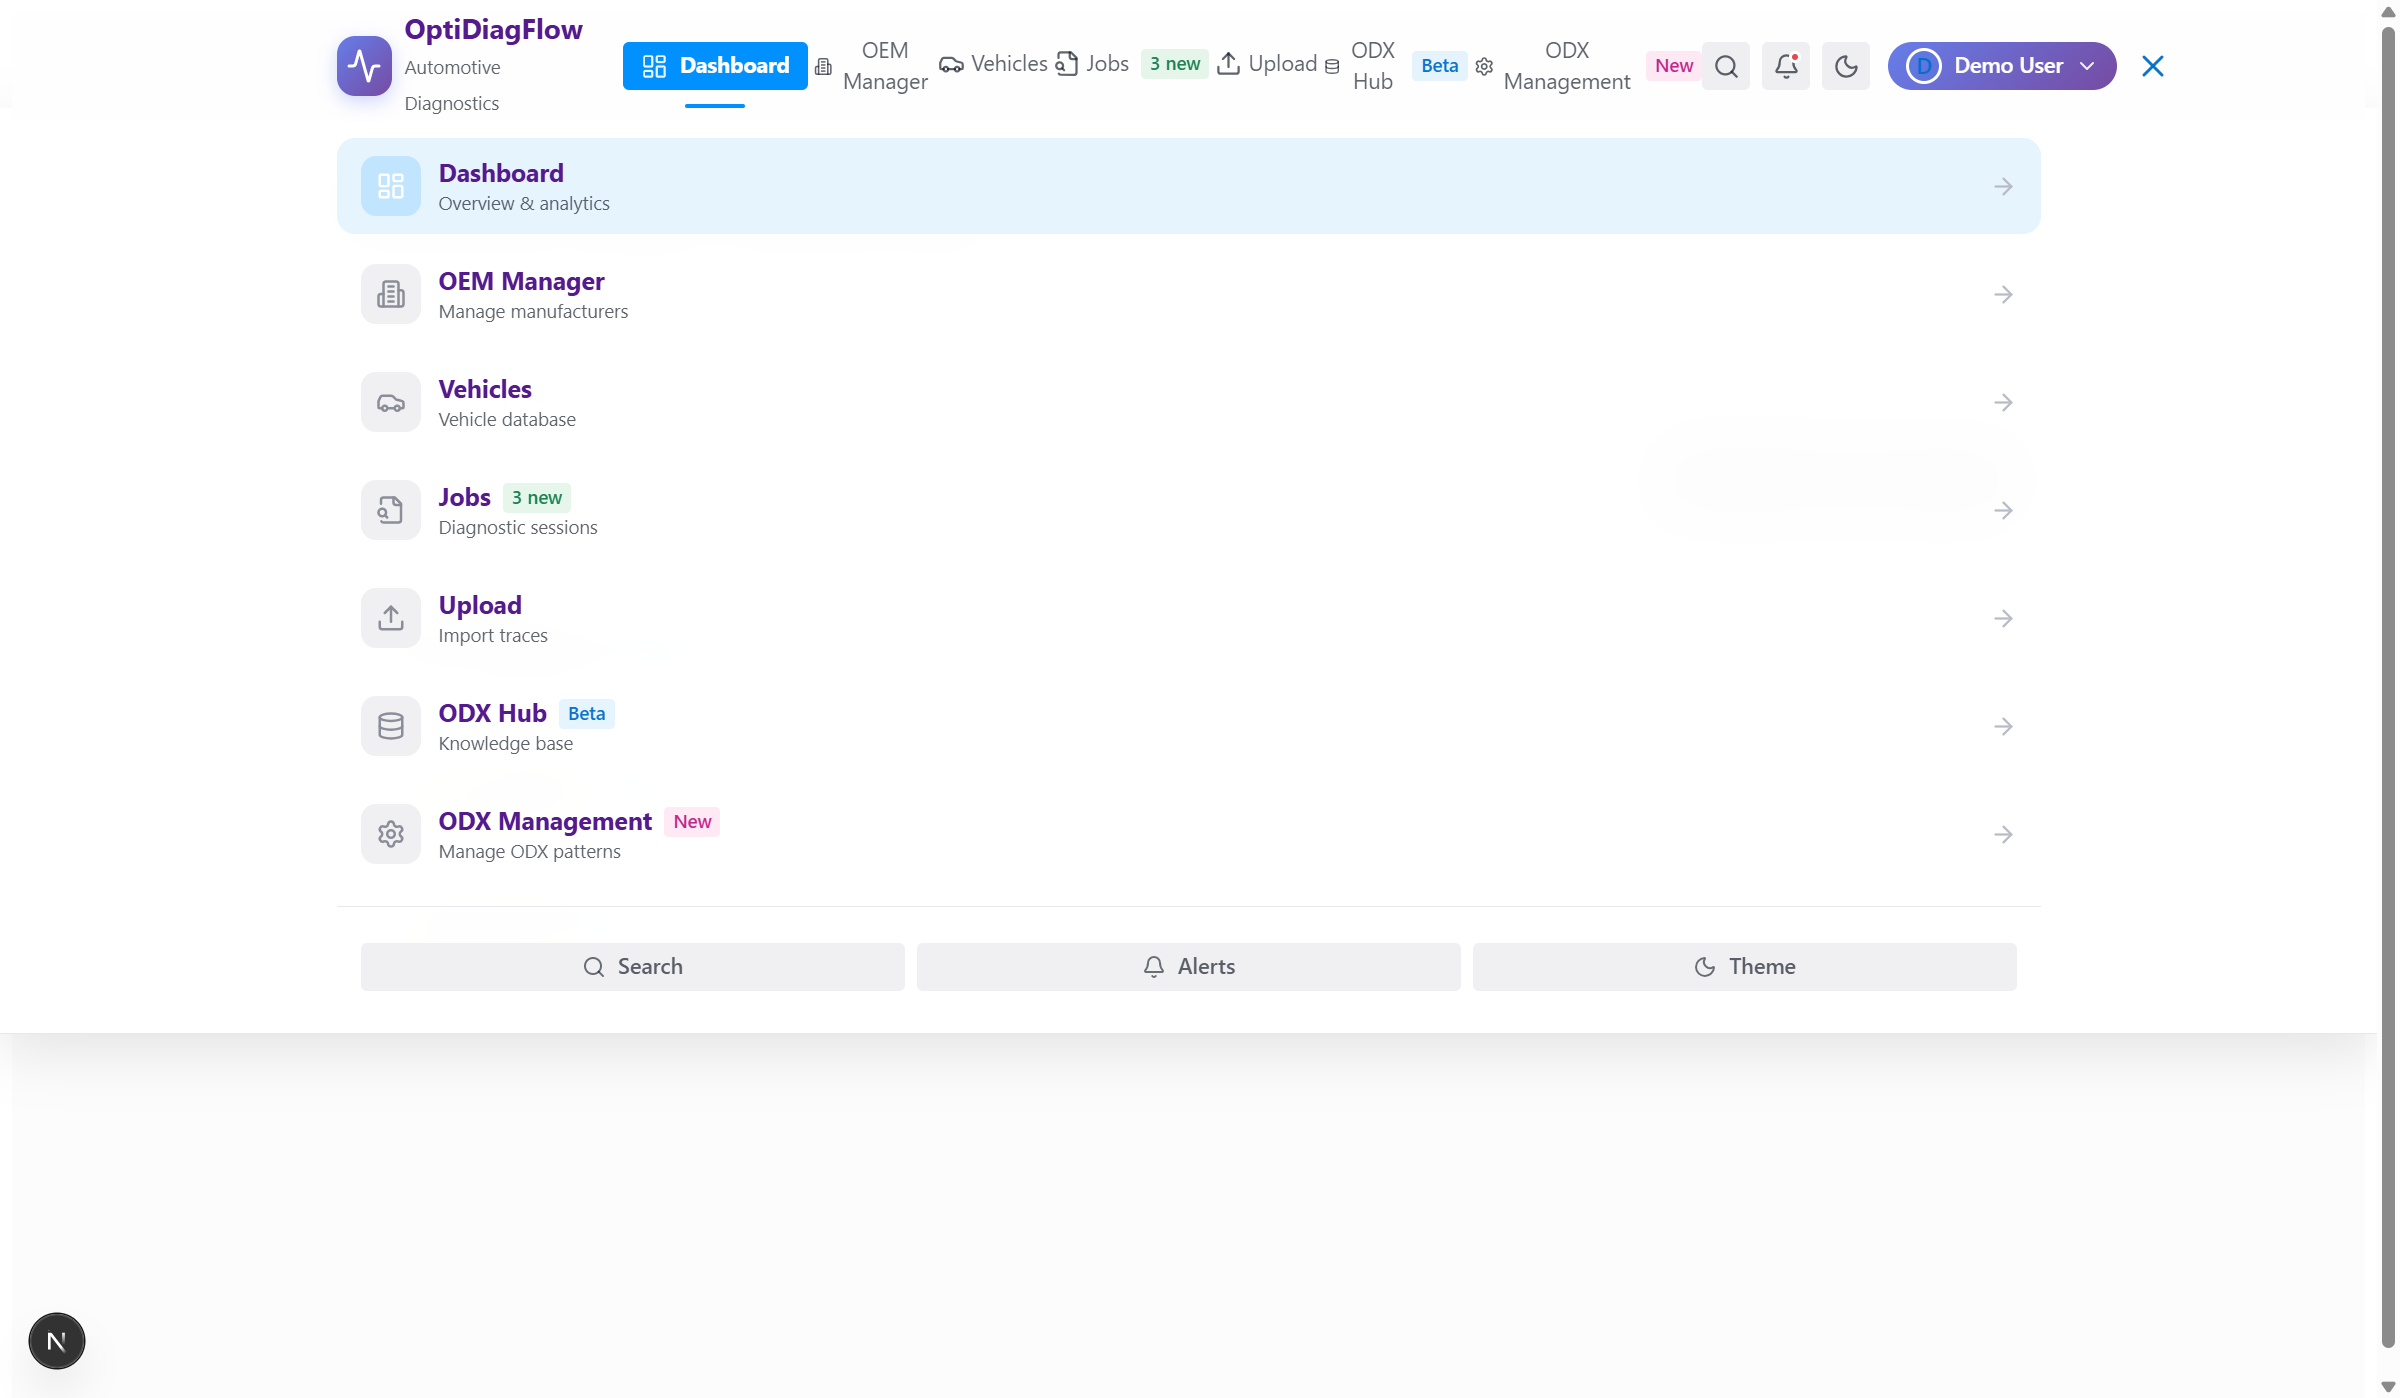 OptiDiagFlow
Automotive
Diagnostics
Dashboard
OEM
Manager
Vehicles
Jobs
3 new
Upload
ODX
Hub
Beta
ODX
Management
New
D
Demo User
Dashboard
Overview & analytics
OEM Manager
Manage manufacturers
Vehicles
Vehicle database
Jobs 3 new
Diagnostic sessions
Upload
Import traces
ODX Hub Beta
Knowledge base
ODX Management New
Manage ODX patterns
Search
Alerts
Theme
N